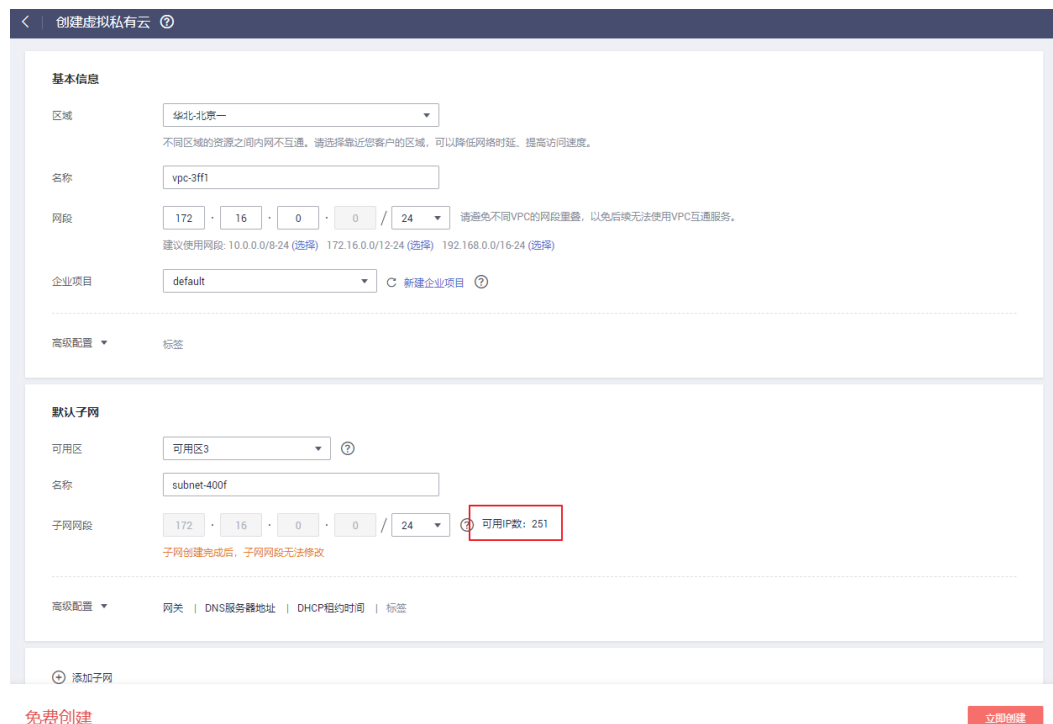 创建虚拟私有云 ?
基本信息
区域 华北-北京一
不同区域的资源之间内网不互通。请选择靠近您客户的区域，可以降低网络时延、提高访问速度。
名称 vpc-3ff1
网段 172 · 16 · 0 · 0 / 24 请避免不同VPC的网段重叠，以免后续无法使用VPC互通服务。
建议使用网段: 10.0.0.0/8-24 (选择) 172.16.0.0/12-24 (选择) 192.168.0.0/16-24 (选择)
企业项目 default 新建企业项目 ?
高级配置 标签
默认子网
可用区 可用区3 ?
名称 subnet-400f
子网网段 172 · 16 · 0 · 0 / 24 ? 可用IP数：251
子网创建完成后，子网网段无法修改
高级配置 网关 | DNS服务器地址 | DHCP租约时间 | 标签
添加子网
免费创建 立即创建